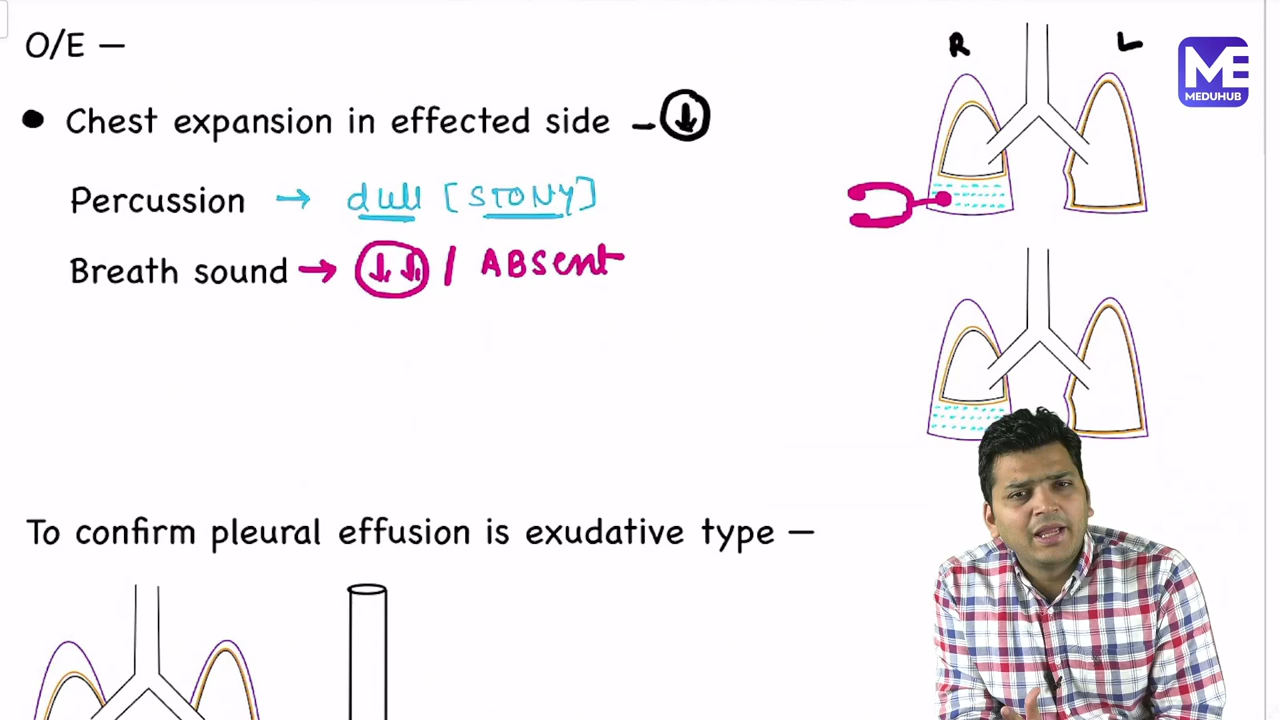 O/E —
R L
ME
MEDUHUB
Chest expansion in effected side – ↓
Percussion → dull [STONY]
Breath sound → ↓↓ / ABSent
To confirm pleural effusion is exudative type —